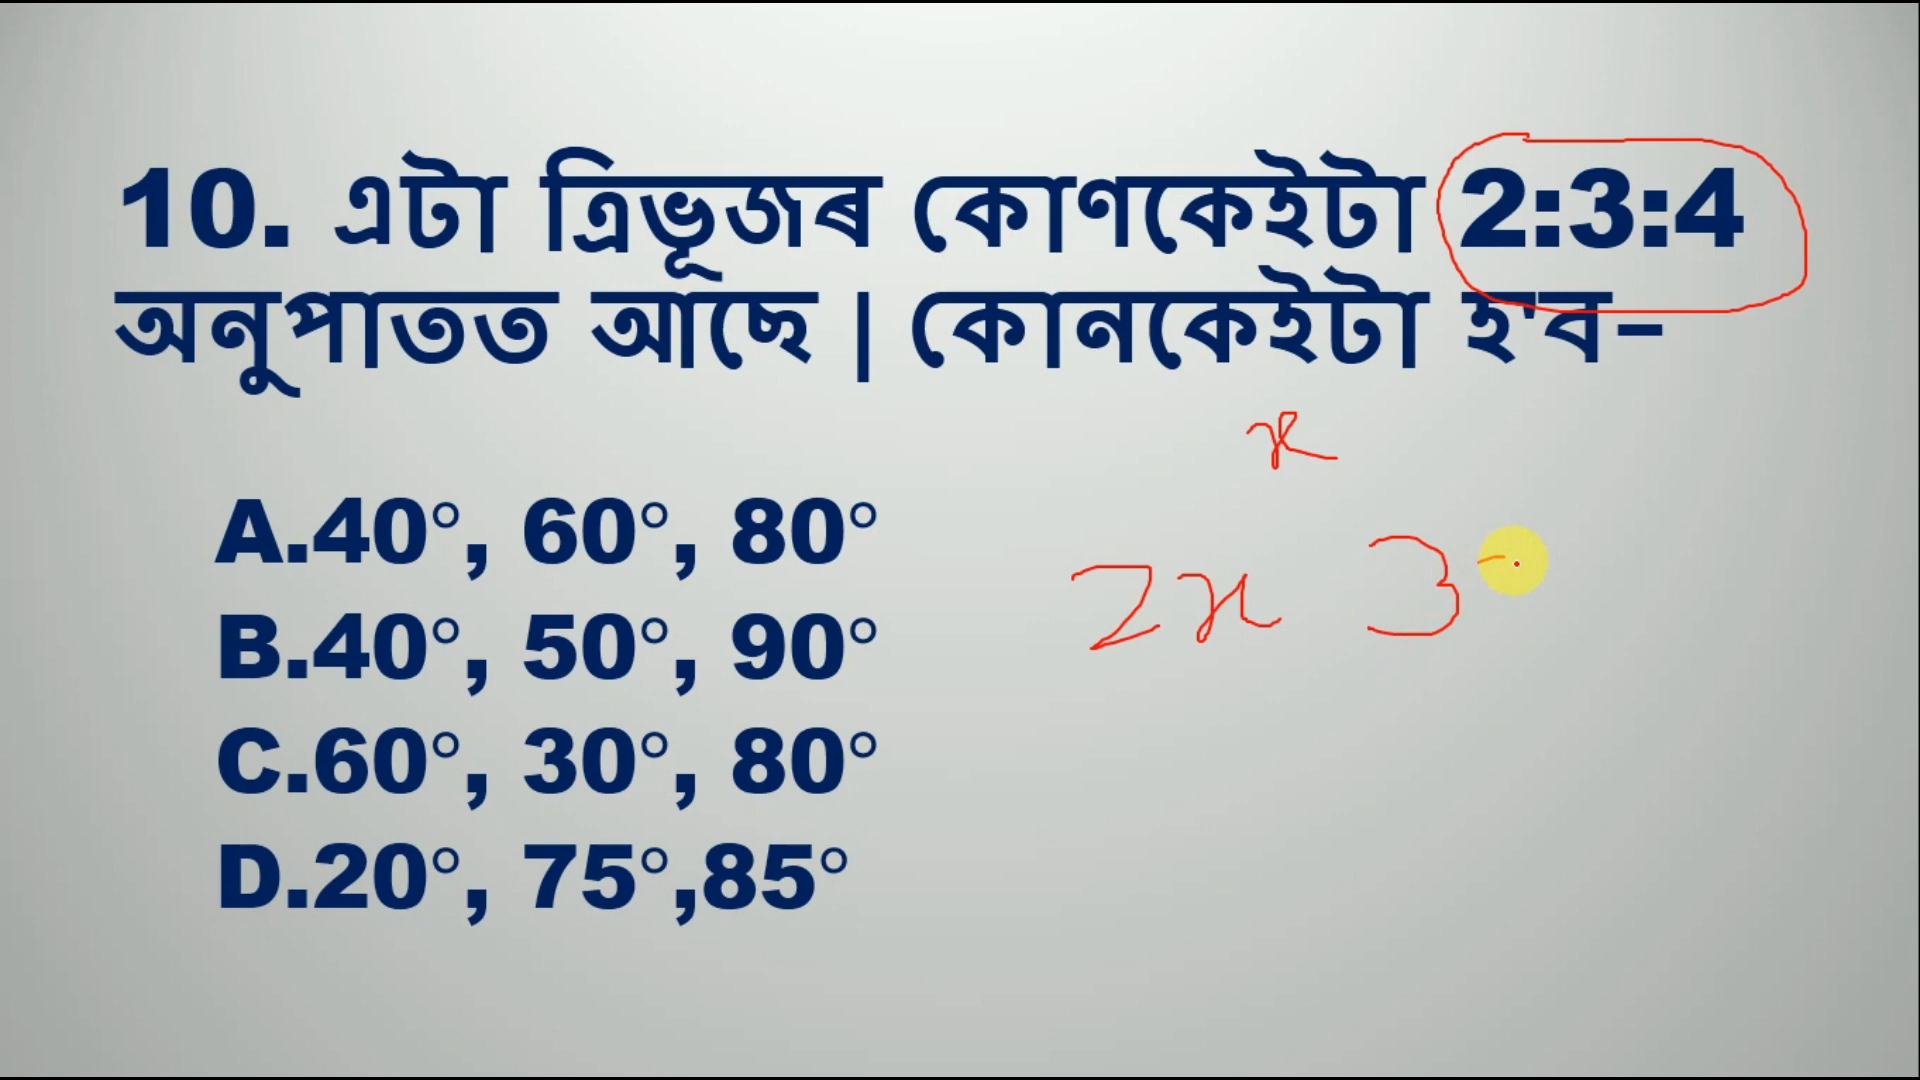 10. এটা ত্ৰিভূজৰ কোণকেইটা 2:3:4
অনুপাতত আছে | কোনকেইটা হ'ব–
x
A.40°, 60°, 80°
2x 3
B.40°, 50°, 90°
C.60°, 30°, 80°
D.20°, 75°,85°